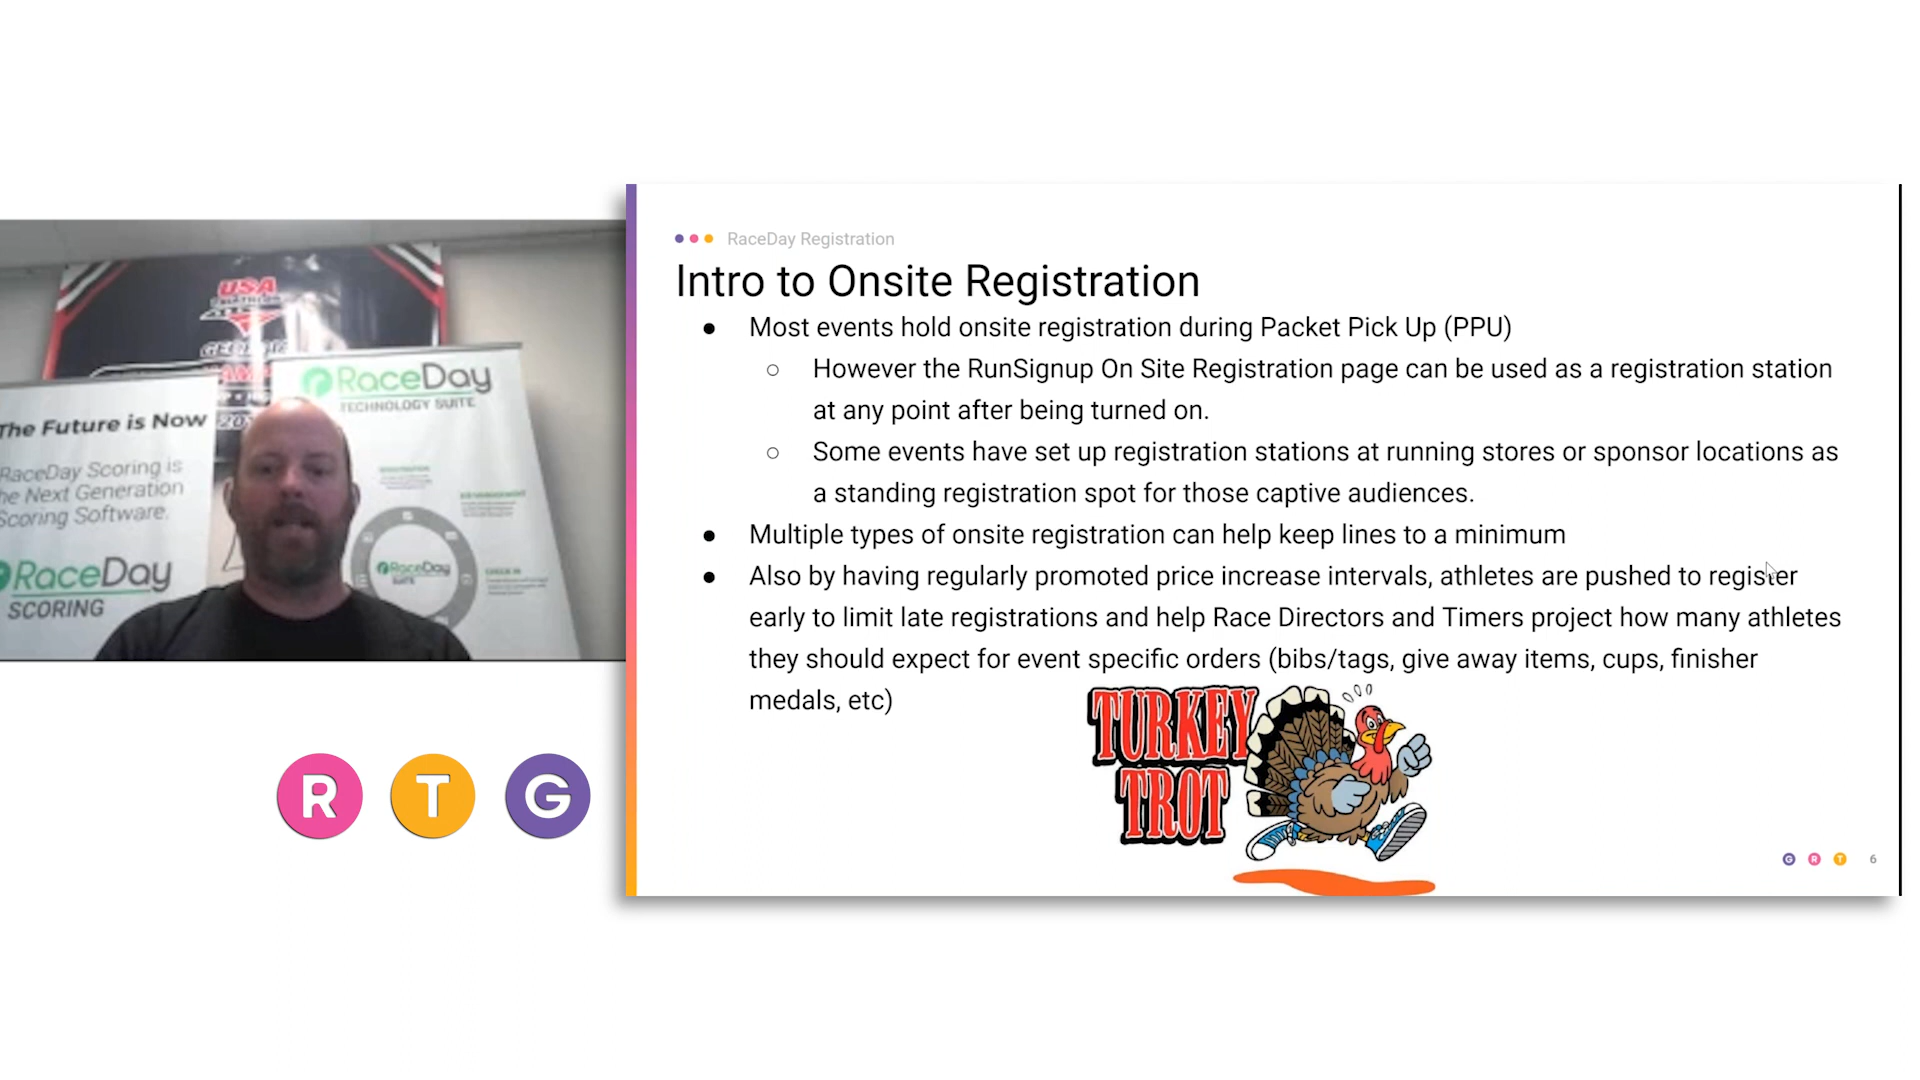 USA
TRIATHLON
The Future is Now
RaceDay Scoring is
the Next Generation
Scoring Software.
RaceDay
SCORING
RaceDay
TECHNOLOGY SUITE
RaceDay
SUITE
CHECK-IN
R T G
RaceDay Registration
Intro to Onsite Registration
● Most events hold onsite registration during Packet Pick Up (PPU)
○ However the RunSignup On Site Registration page can be used as a registration station
at any point after being turned on.
○ Some events have set up registration stations at running stores or sponsor locations as
a standing registration spot for those captive audiences.
● Multiple types of onsite registration can help keep lines to a minimum
● Also by having regularly promoted price increase intervals, athletes are pushed to register
early to limit late registrations and help Race Directors and Timers project how many athletes
they should expect for event specific orders (bibs/tags, give away items, cups, finisher
medals, etc)
TURKEY
TROT
G R T 6